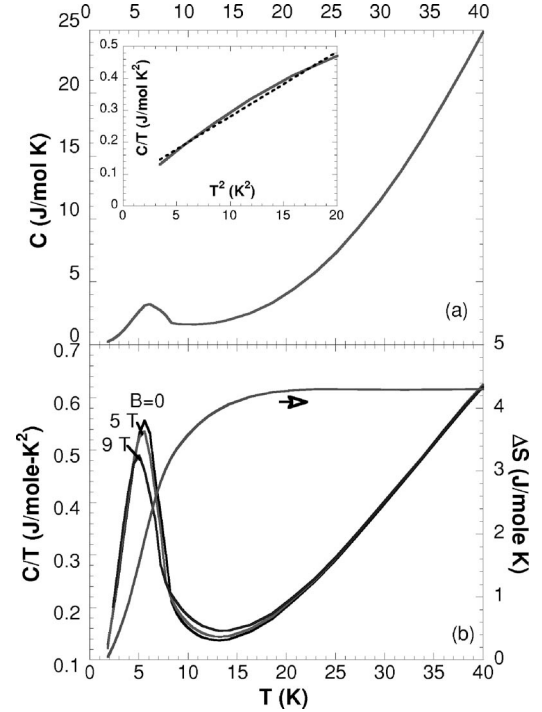 0 5 10 15 20 25 30 35 40
25
20
15
10
5
0
C (J/mol K)
0.5
0.4
0.3
0.2
0.1
0
C/T (J/mol K²)
0 5 10 15 20
T² (K²)
(a)
0.7
0.6
0.5
0.4
0.3
0.2
0.1
C/T (J/mole-K²)
B=0
5 T
9 T
5
4
3
2
1
0
ΔS (J/mole K)
(b)
0 5 10 15 20 25 30 35 40
T (K)